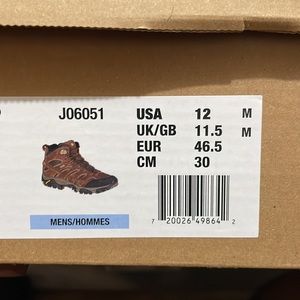 J06051
USA 12 M
UK/GB 11.5 M
EUR 46.5
CM 30
MENS/HOMMES
7 20026 49864 2